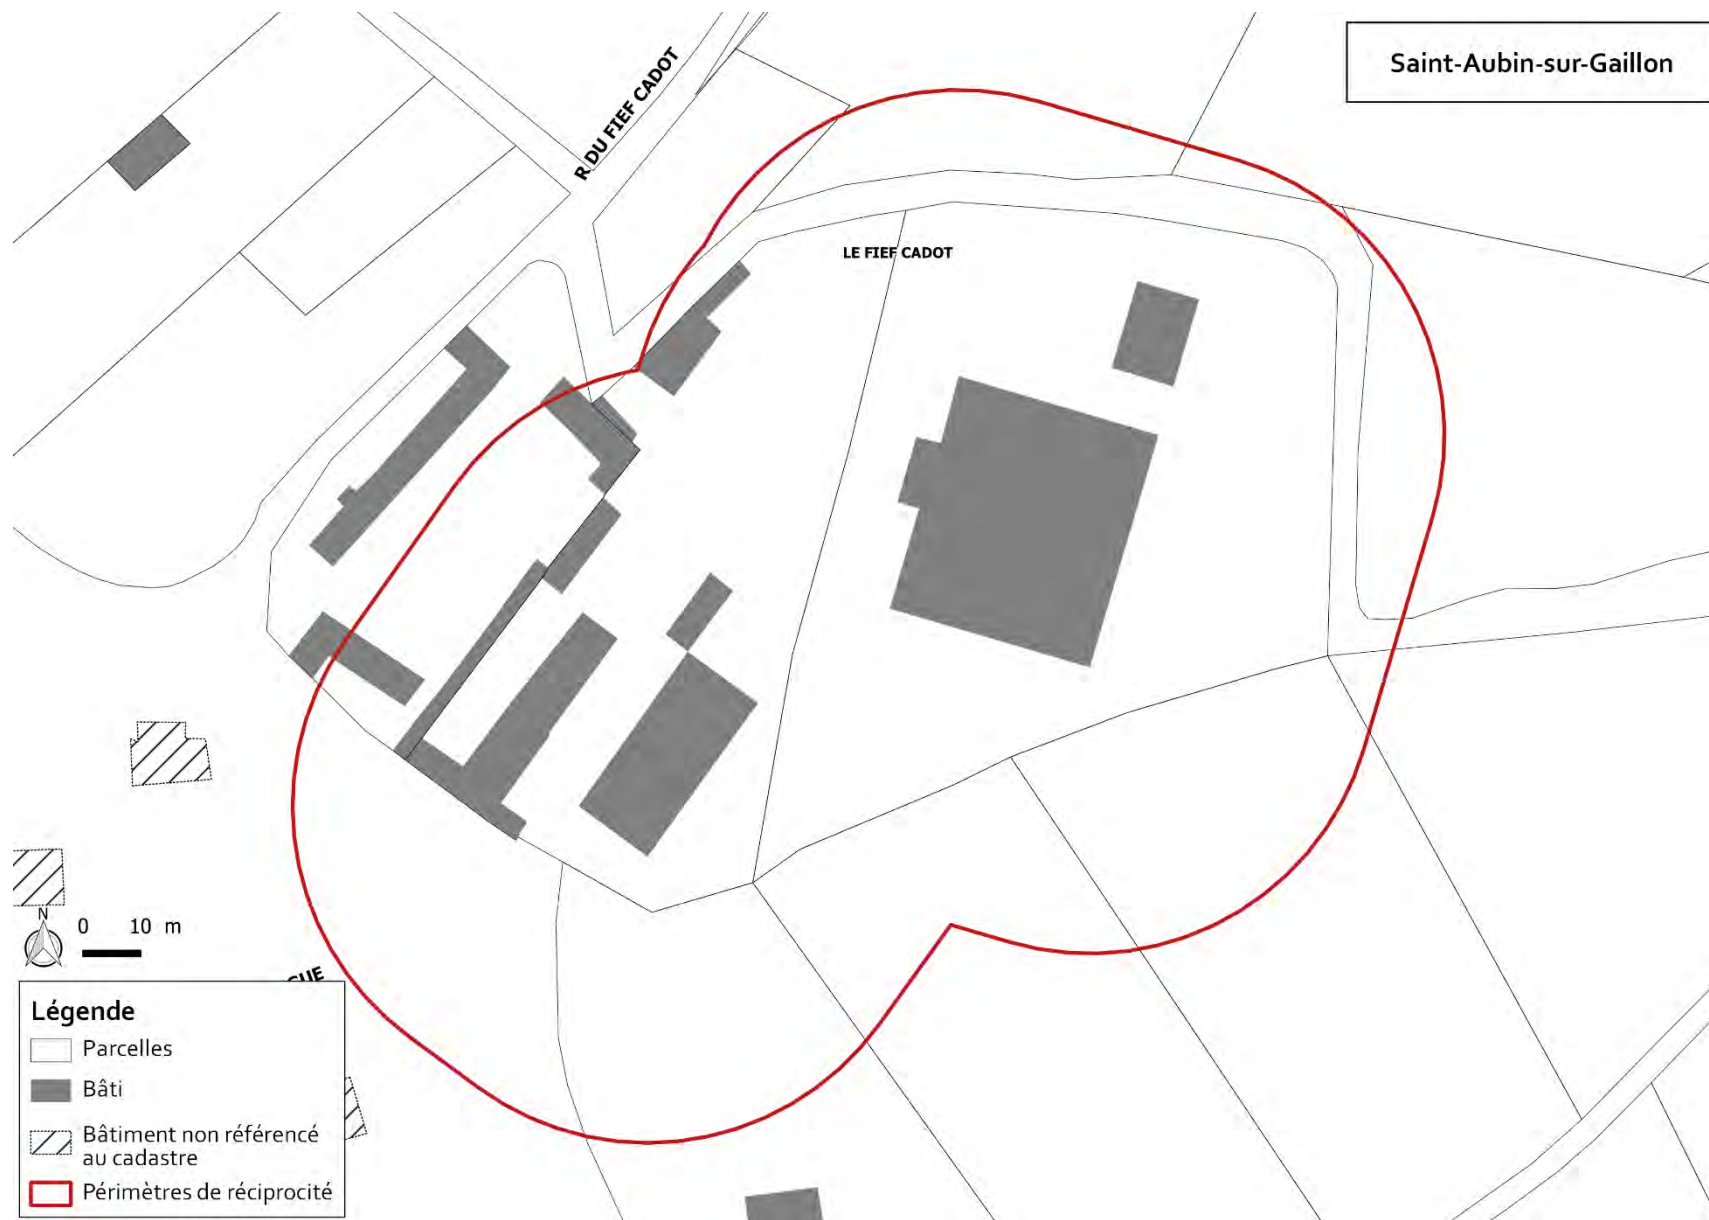 Saint-Aubin-sur-Gaillon
R DU FIEF CADOT
LE FIEF CADOT
N
0 10 m
Légende
Parcelles
Bâti
Bâtiment non référencé
au cadastre
Périmètres de réciprocité